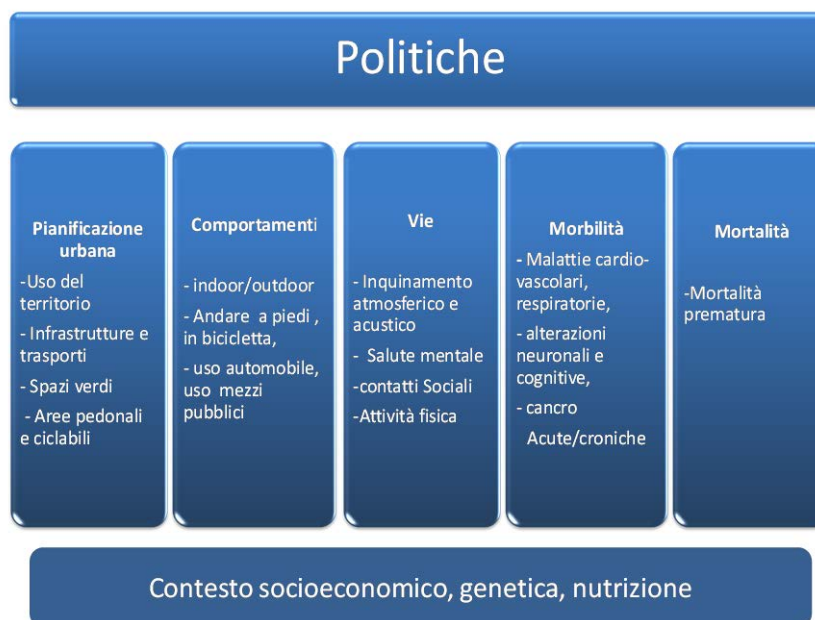 Politiche
Pianificazione
urbana
-Uso del
territorio
- Infrastrutture e
trasporti
- Spazi verdi
- Aree pedonali
e ciclabili
Comportamenti
- indoor/outdoor
- Andare a piedi ,
in bicicletta,
- uso automobile,
uso mezzi
pubblici
Vie
- Inquinamento
atmosferico e
acustico
- Salute mentale
-contatti Sociali
-Attività fisica
Morbilità
- Malattie cardio-
vascolari,
respiratorie,
- alterazioni
neuronali e
cognitive,
- cancro
Acute/croniche
Mortalità
-Mortalità
prematura
Contesto socioeconomico, genetica, nutrizione